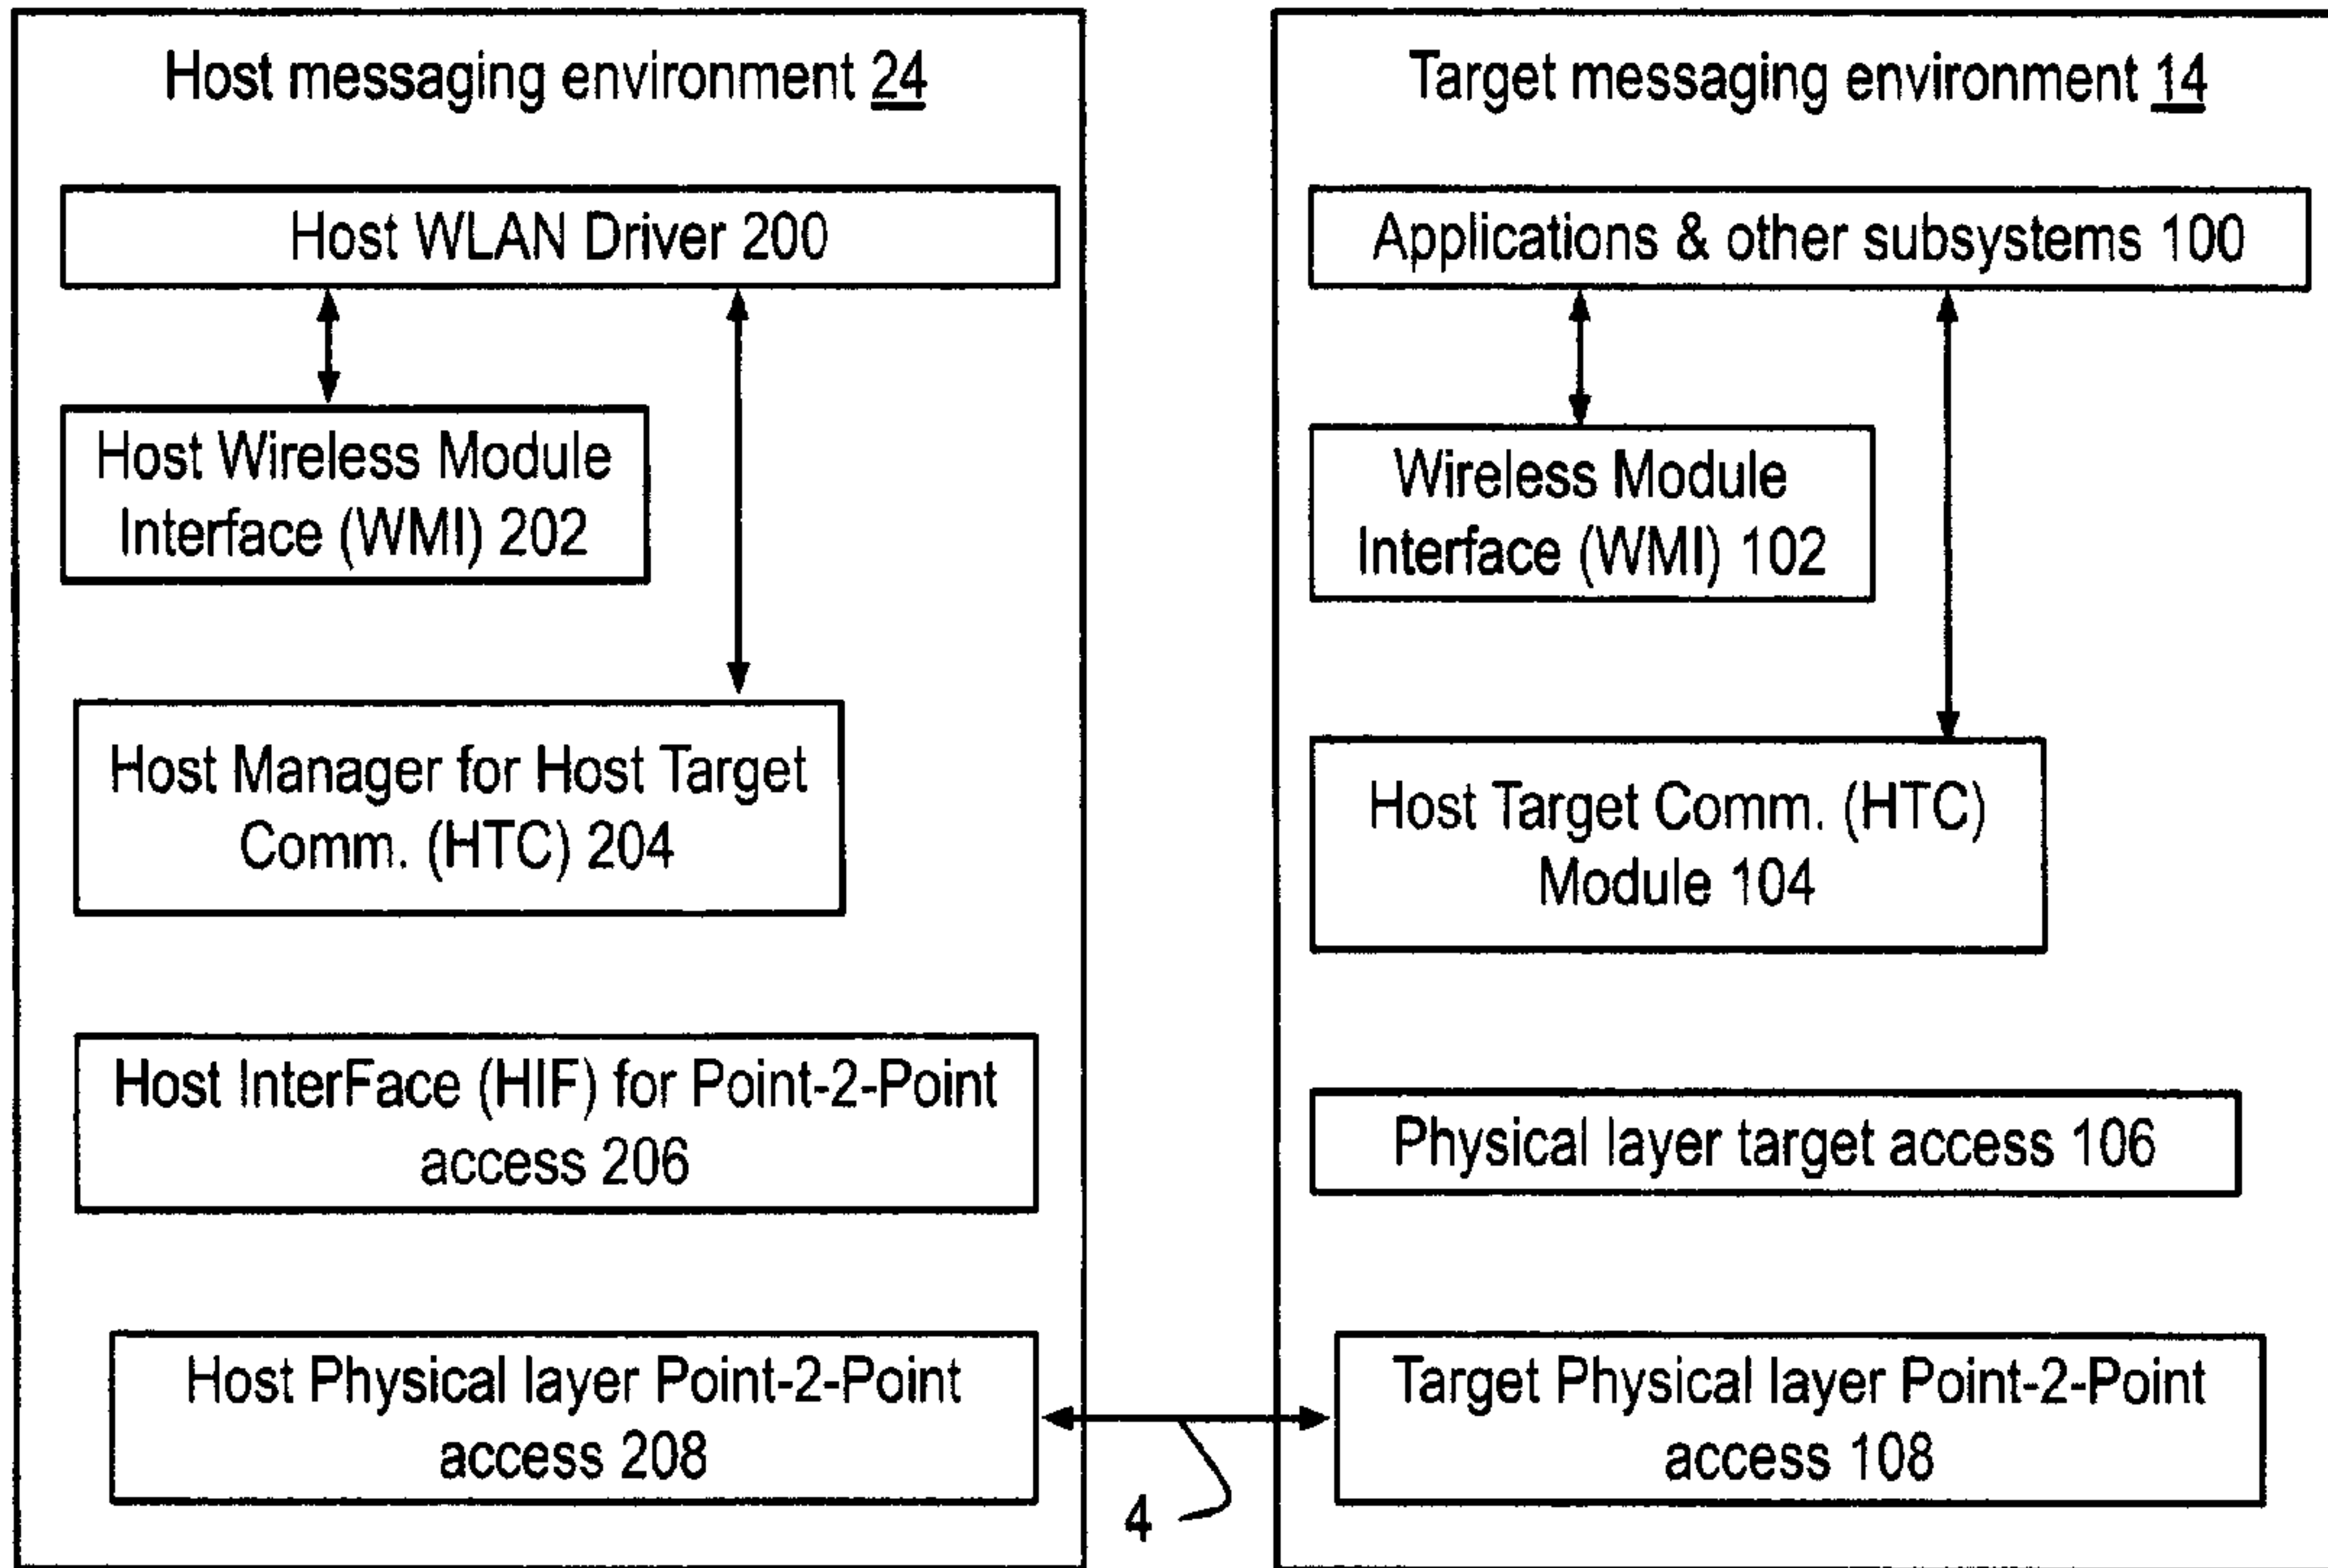 Host messaging environment 24
Host WLAN Driver 200
Host Wireless Module
Interface (WMI) 202
Host Manager for Host Target
Comm. (HTC) 204
Host InterFace (HIF) for Point-2-Point
access 206
Host Physical layer Point-2-Point
access 208
4
Target messaging environment 14
Applications & other subsystems 100
Wireless Module
Interface (WMI) 102
Host Target Comm. (HTC)
Module 104
Physical layer target access 106
Target Physical layer Point-2-Point
access 108